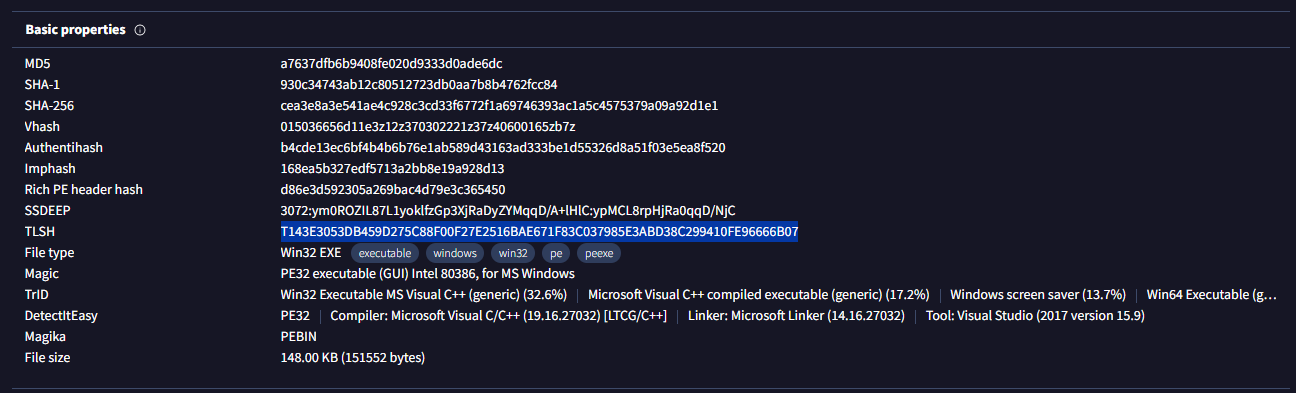 Basic properties
MD5 a7637dfb6b9408fe020d9333d0ade6dc
SHA-1 930c34743ab12c80512723db0aa7b8b4762fcc84
SHA-256 cea3e8a3e541ae4c928c3cd33f6772f1a69746393ac1a5c4575379a09a92d1e1
Vhash 015036656d11e3z12z370302221z37z40600165zb7z
Authentihash b4cde13ec6bf4b4b6b76e1ab589d43163ad333be1d55326d8a51f03e5ea8f520
Imphash 168ea5b327edf5713a2bb8e19a928d13
Rich PE header hash d86e3d592305a269bac4d79e3c365450
SSDEEP 3072:ym0ROZIL87L1yoklfzGp3XjRaDyZYMqqD/A+lHlC:ypMCL8rpHjRa0qqD/NjC
TLSH T143E3053DB459D275C88F00F27E2516BAE671F83C037985E3ABD38C299410FE96666B07
File type Win32 EXE executable windows win32 pe peexe
Magic PE32 executable (GUI) Intel 80386, for MS Windows
TrID Win32 Executable MS Visual C++ (generic) (32.6%) Microsoft Visual C++ compiled executable (generic) (17.2%) Windows screen saver (13.7%) Win64 Executable (g…
DetectItEasy PE32 Compiler: Microsoft Visual C/C++ (19.16.27032) [LTCG/C++] Linker: Microsoft Linker (14.16.27032) Tool: Visual Studio (2017 version 15.9)
Magika PEBIN
File size 148.00 KB (151552 bytes)